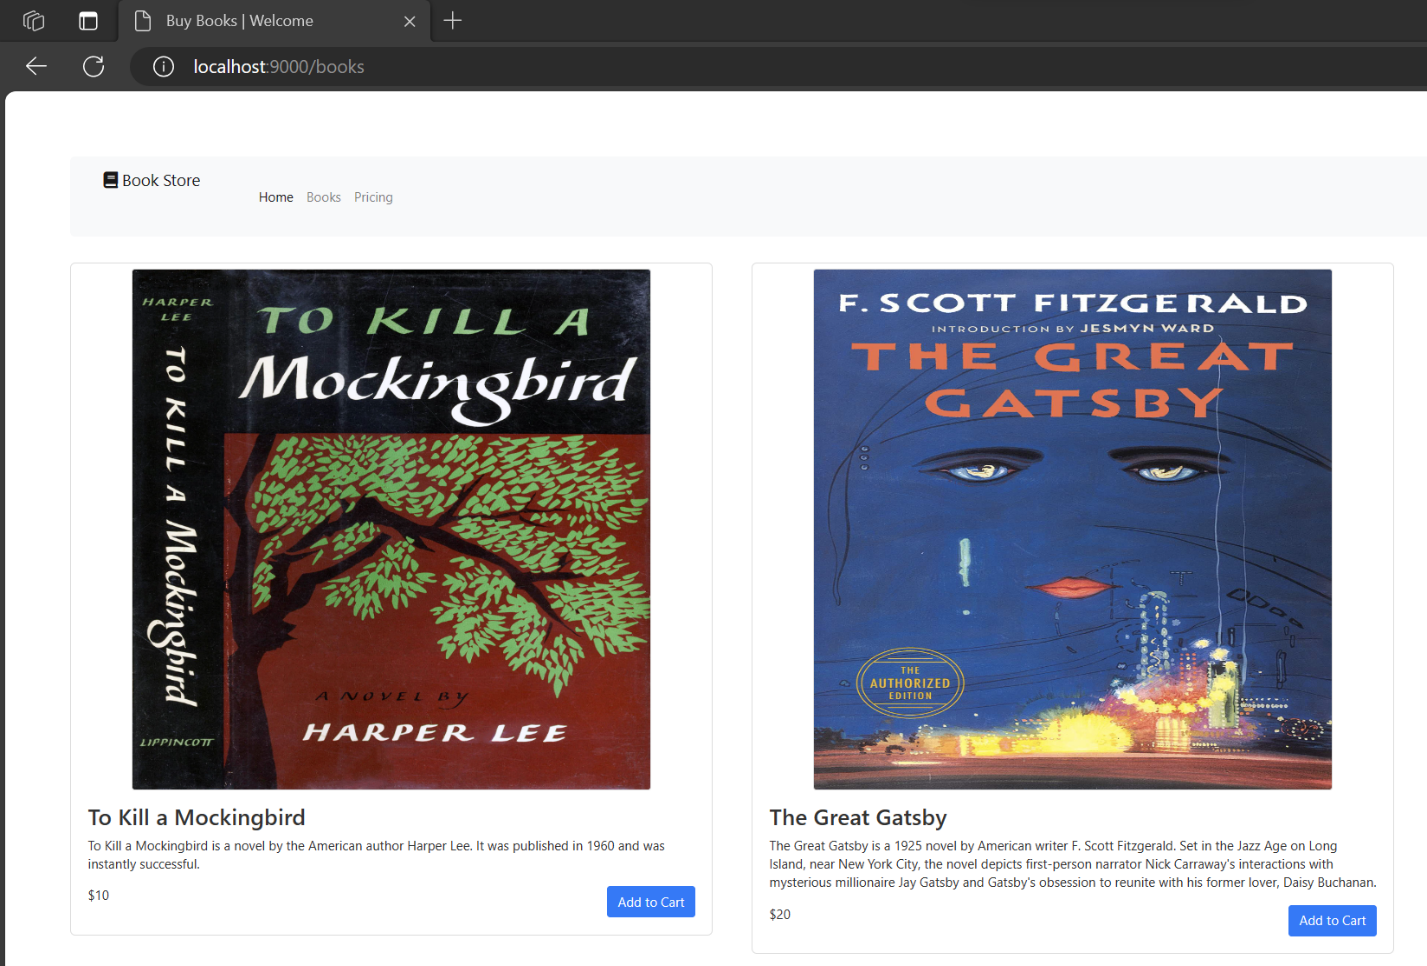 Buy Books | Welcome
localhost:9000/books
Book Store
Home Books Pricing
HARPER
LEE
TO KILL A Mockingbird
LIPPINCOTT
TO KILL A
Mockingbird
A NOVEL BY
HARPER LEE
To Kill a Mockingbird
To Kill a Mockingbird is a novel by the American author Harper Lee. It was published in 1960 and was
instantly successful.
$10
Add to Cart
F. SCOTT FITZGERALD
INTRODUCTION BY JESMYN WARD
THE GREAT
GATSBY
THE
AUTHORIZED
EDITION
The Great Gatsby
The Great Gatsby is a 1925 novel by American writer F. Scott Fitzgerald. Set in the Jazz Age on Long
Island, near New York City, the novel depicts first-person narrator Nick Carraway's interactions with
mysterious millionaire Jay Gatsby and Gatsby's obsession to reunite with his former lover, Daisy Buchanan.
$20
Add to Cart